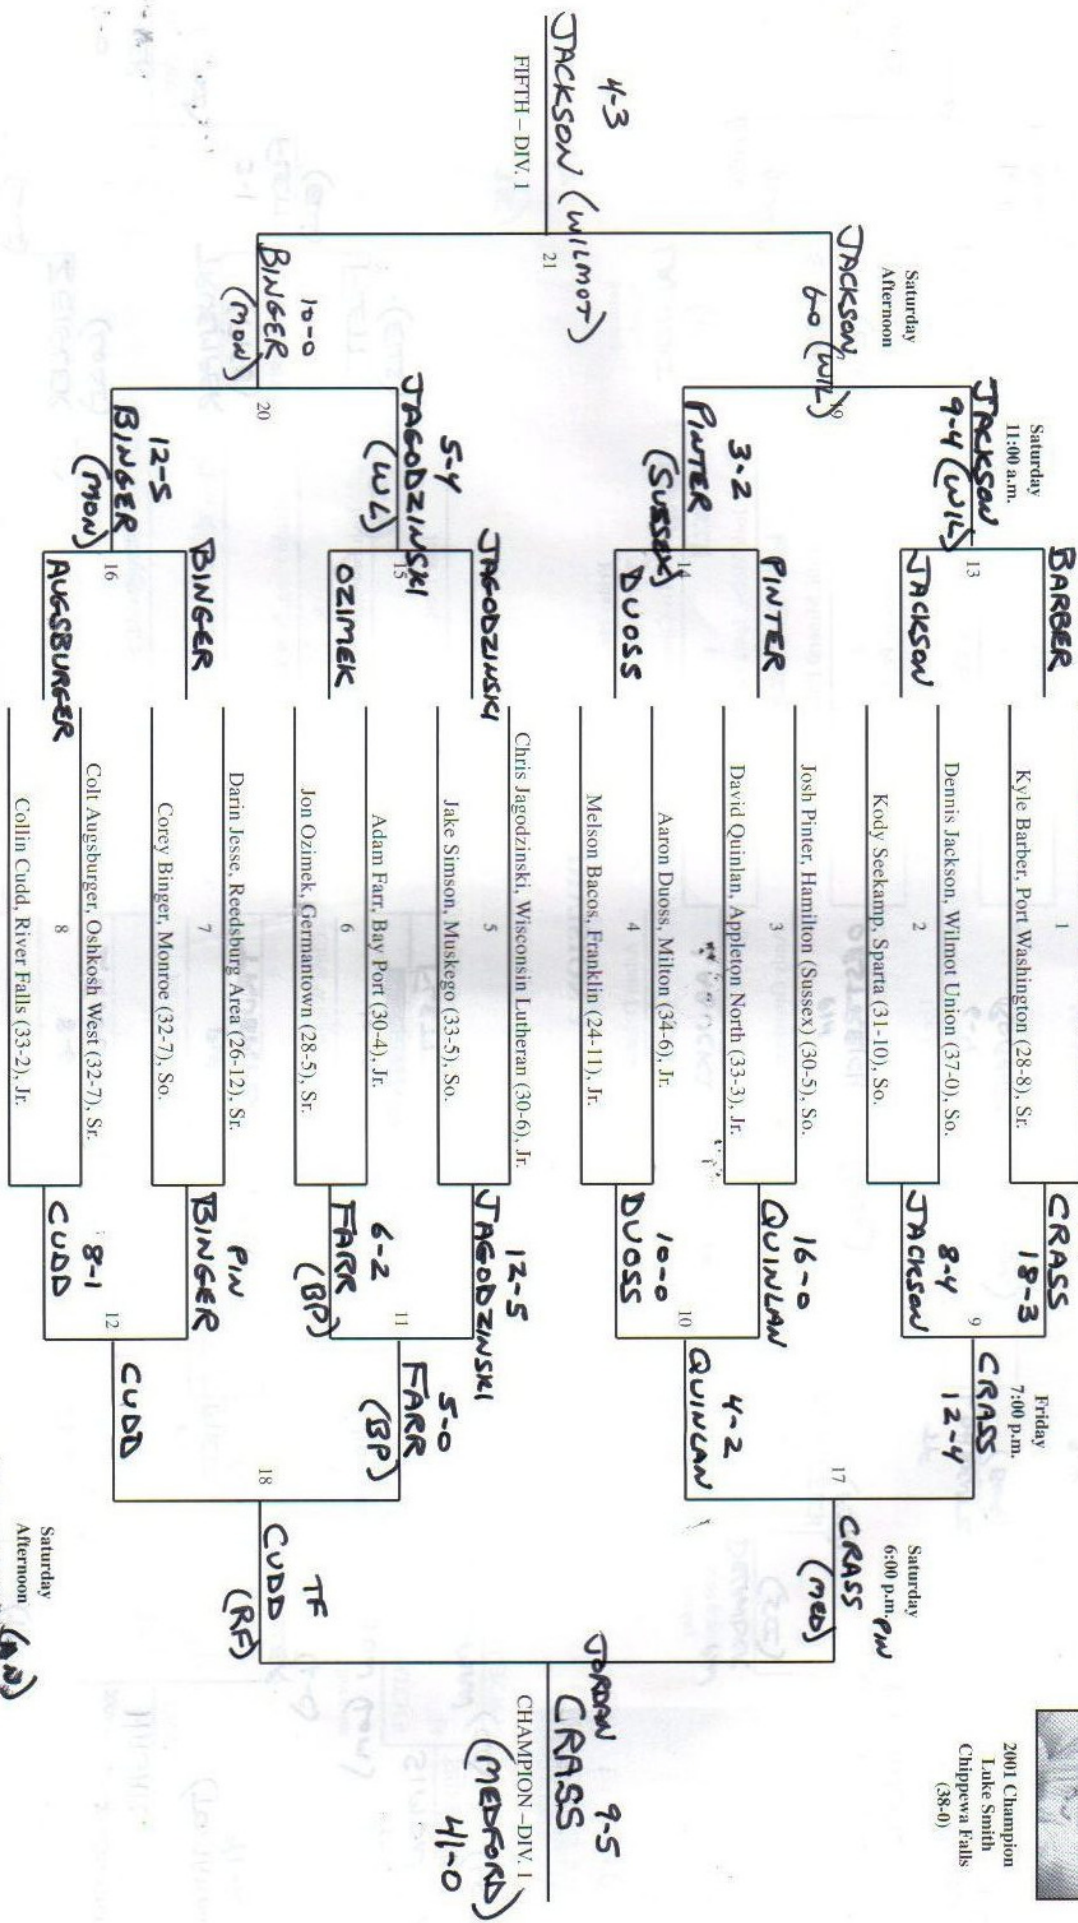 4-3
JACKSON (WILMOT)
FIFTH – DIV. 1
21
Saturday
Afternoon
JACKSON
6-0 (WIL)
19
10-0
BINGER
(MON)
20
Saturday
11:00 a.m.
JACKSON
9-4 (WIL)
13
3-2
PINTER
(SUSSEX)
14
5-4
JAGODZINSKI
(WL)
15
12-5
BINGER
(MON)
16
BARBER
JACKSON
PINTER
DUOSS
JAGODZINSKI
OZIMEK
BINGER
AUGSBURGER
1
Kyle Barber, Port Washington (28-8), Sr.
Dennis Jackson, Wilmot Union (37-0), So.
2
Kody Seekamp, Sparta (31-10), So.
Josh Pinter, Hamilton (Sussex) (30-5), So.
3
David Quinlan, Appleton North (33-3), Jr.
Aaron Duoss, Milton (34-6), Jr.
4
Melson Bacos, Franklin (24-11), Jr.
Chris Jagodzinski, Wisconsin Lutheran (30-6), Jr.
5
Jake Simson, Muskego (33-5), So.
Adam Farr, Bay Port (30-4), Jr.
6
Jon Ozimek, Germantown (28-5), Sr.
Darin Jesse, Reedsburg Area (26-12), Sr.
7
Corey Binger, Monroe (32-7), So.
Colt Augsburger, Oshkosh West (32-7), Sr.
8
Collin Cudd, River Falls (33-2), Jr.
CRASS
18-3
8-4
JACKSON
16-0
QUINLAN
10-0
DUOSS
12-5
JAGODZINSKI
6-2
FARR
(BP)
PIN
BINGER
8-1
CUDD
Friday
7:00 p.m.
9
CRASS
12-4
10
4-2
QUINLAN
11
5-0
FARR
(BP)
12
CUDD
Saturday
6:00 p.m.
PIN
17
CRASS
(MED)
18
TF
CUDD
(RF)
JORDAN 9-5
CRASS
CHAMPION –DIV. 1
(MEDFORD)
41-0
2001 Champion
Luke Smith
Chippewa Falls
(38-0)
Saturday
Afternoon